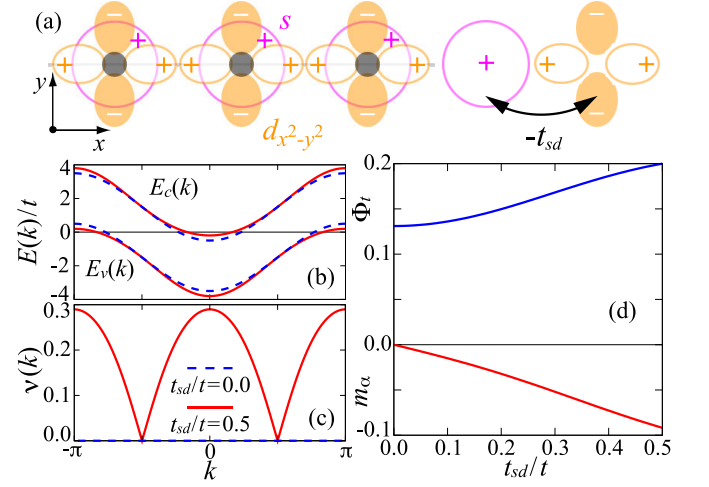 (a)
s
− − − −
+ + +
+ + + + + + + + +
− − − −
y
x
d_{x²-y²}
-t_{sd}
4
2
0
-2
-4
E(k)/t
E_c(k)
E_v(k)
(b)
0.3
0.2
0.1
0.0
ν(k)
t_{sd}/t=0.0
t_{sd}/t=0.5
(c)
-π 0 π
k
0.2
0.1
0.0
-0.1
Φ_t
m_α
(d)
0.0 0.1 0.2 0.3 0.4 0.5
t_{sd}/t